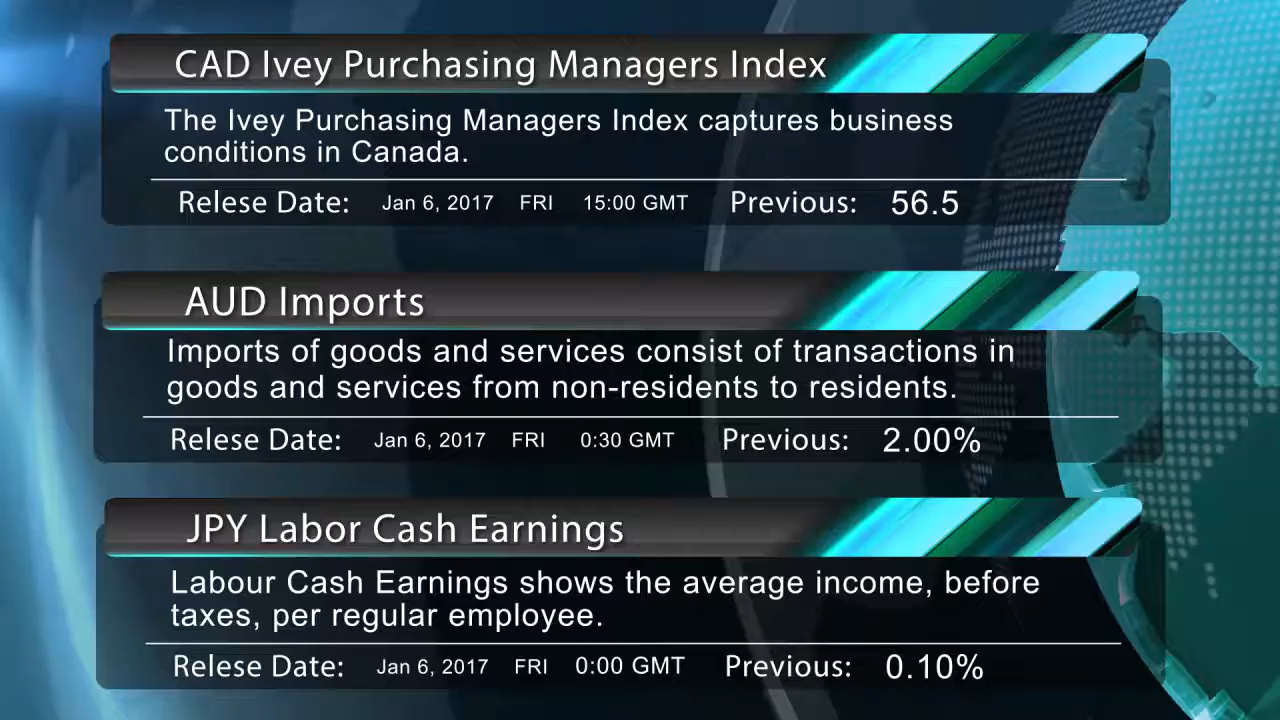 CAD Ivey Purchasing Managers Index
The Ivey Purchasing Managers Index captures business
conditions in Canada.
Relese Date: Jan 6, 2017 FRI 15:00 GMT Previous: 56.5
AUD Imports
Imports of goods and services consist of transactions in
goods and services from non-residents to residents.
Relese Date: Jan 6, 2017 FRI 0:30 GMT Previous: 2.00%
JPY Labor Cash Earnings
Labour Cash Earnings shows the average income, before
taxes, per regular employee.
Relese Date: Jan 6, 2017 FRI 0:00 GMT Previous: 0.10%